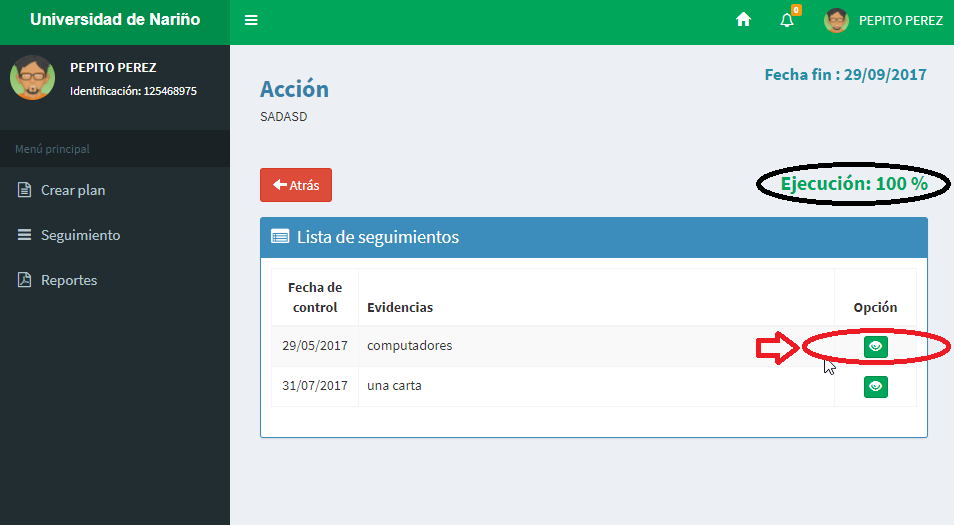 Universidad de Nariño
0
PEPITO PEREZ
PEPITO PEREZ
Identificación: 125468975
Menú principal
Crear plan
Seguimiento
Reportes
Fecha fin : 29/09/2017
Acción
SADASD
Atrás
Ejecución: 100 %
Lista de seguimientos
Fecha de
control
Evidencias
Opción
29/05/2017 computadores
31/07/2017 una carta